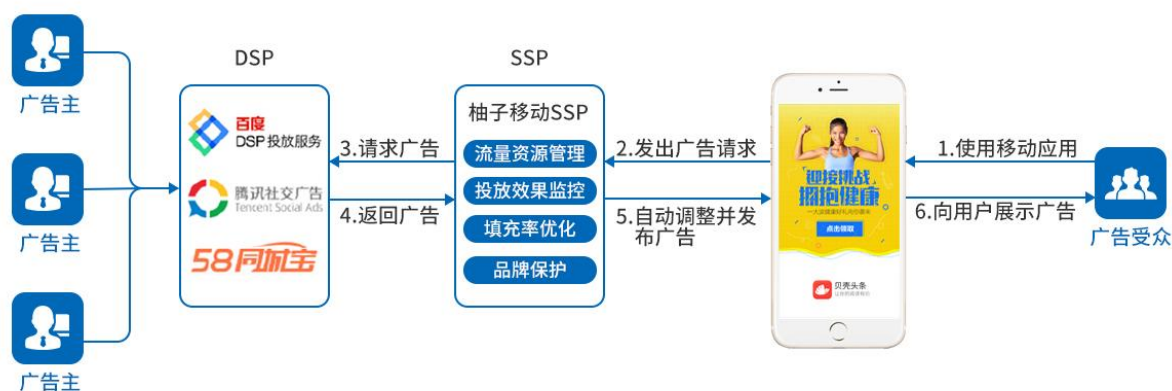 广告主
广告主
广告主
DSP
百度
DSP投放服务
腾讯社交广告
Tencent Social Ads
58同城宝
3.请求广告
4.返回广告
SSP
柚子移动SSP
流量资源管理
投放效果监控
填充率优化
品牌保护
2.发出广告请求
5.自动调整并发
布广告
迎接挑战
拥抱健康
点击领取
贝壳头条
1.使用移动应用
6.向用户展示广告
广告受众